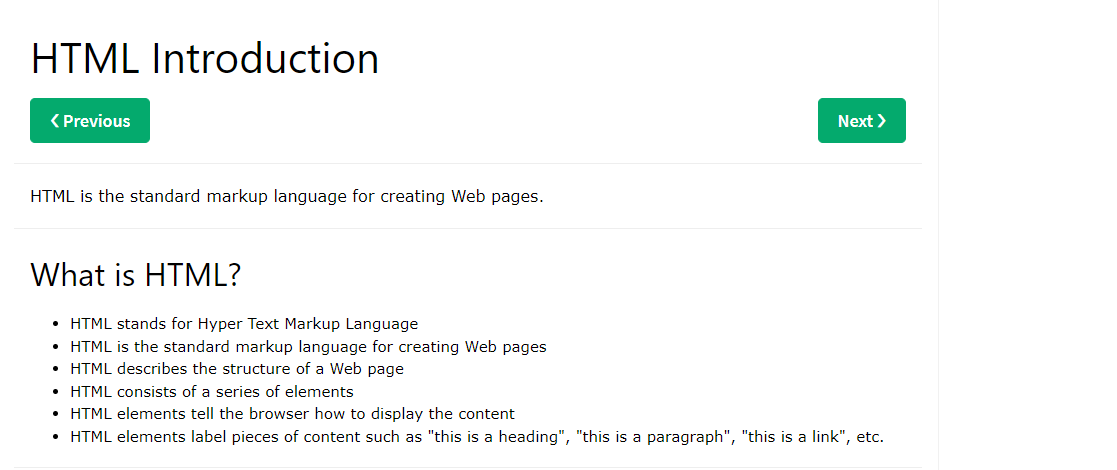 HTML Introduction
❮ Previous
Next ❯
HTML is the standard markup language for creating Web pages.
What is HTML?
• HTML stands for Hyper Text Markup Language
• HTML is the standard markup language for creating Web pages
• HTML describes the structure of a Web page
• HTML consists of a series of elements
• HTML elements tell the browser how to display the content
• HTML elements label pieces of content such as "this is a heading", "this is a paragraph", "this is a link", etc.